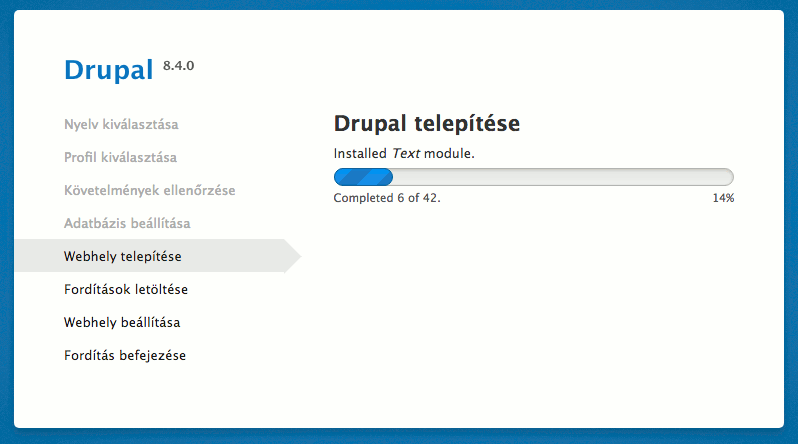 Drupal 8.4.0
Nyelv kiválasztása
Profil kiválasztása
Követelmények ellenőrzése
Adatbázis beállítása
Webhely telepítése
Fordítások letöltése
Webhely beállítása
Fordítás befejezése
Drupal telepítése
Installed Text module.
Completed 6 of 42. 14%